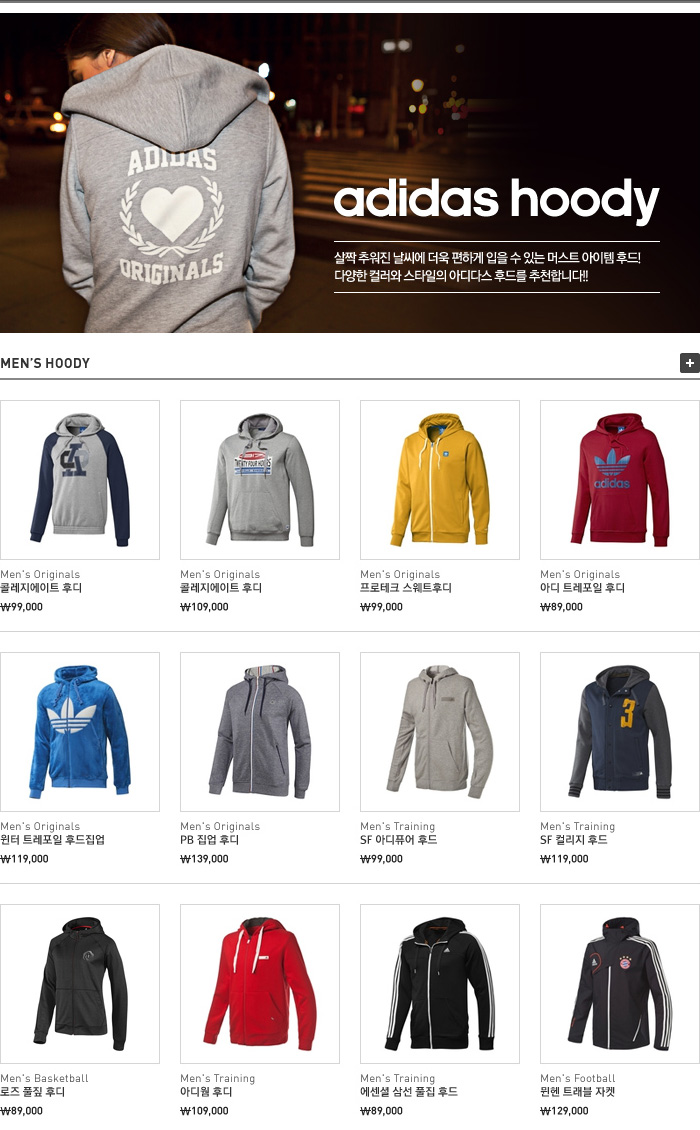 ADIDAS
ORIGINALS
adidas hoody
살짝 추워진 날씨에 더욱 편하게 입을 수 있는 머스트 아이템 후드!
다양한 컬러와 스타일의 아디다스 후드를 추천합니다!!
MEN'S HOODY
adidas
Men's Originals
콜레지에이트 후디
₩99,000
Men's Originals
콜레지에이트 후디
₩109,000
Men's Originals
프로테크 스웨트후디
₩99,000
Men's Originals
아디 트레포일 후디
₩89,000
3
Men's Originals
윈터 트레포일 후드집업
₩119,000
Men's Originals
PB 집업 후디
₩139,000
Men's Training
SF 아디퓨어 후드
₩99,000
Men's Training
SF 컬리지 후드
₩119,000
Men's Basketball
로즈 풀짚 후디
₩89,000
Men's Training
아디월 후디
₩109,000
Men's Training
에센셜 삼선 풀집 후드
₩89,000
Men's Football
뮌헨 트래블 자켓
₩129,000